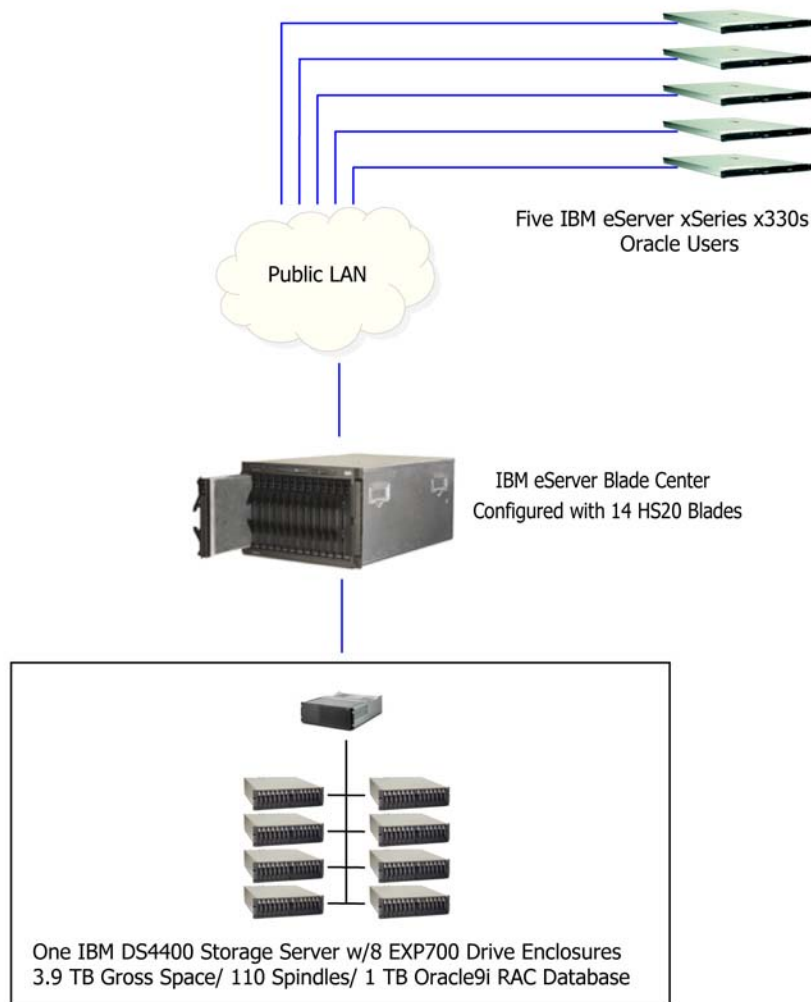 Five IBM eServer xSeries x330s
Oracle Users
Public LAN
IBM eServer Blade Center
Configured with 14 HS20 Blades
One IBM DS4400 Storage Server w/8 EXP700 Drive Enclosures
3.9 TB Gross Space/ 110 Spindles/ 1 TB Oracle9i RAC Database